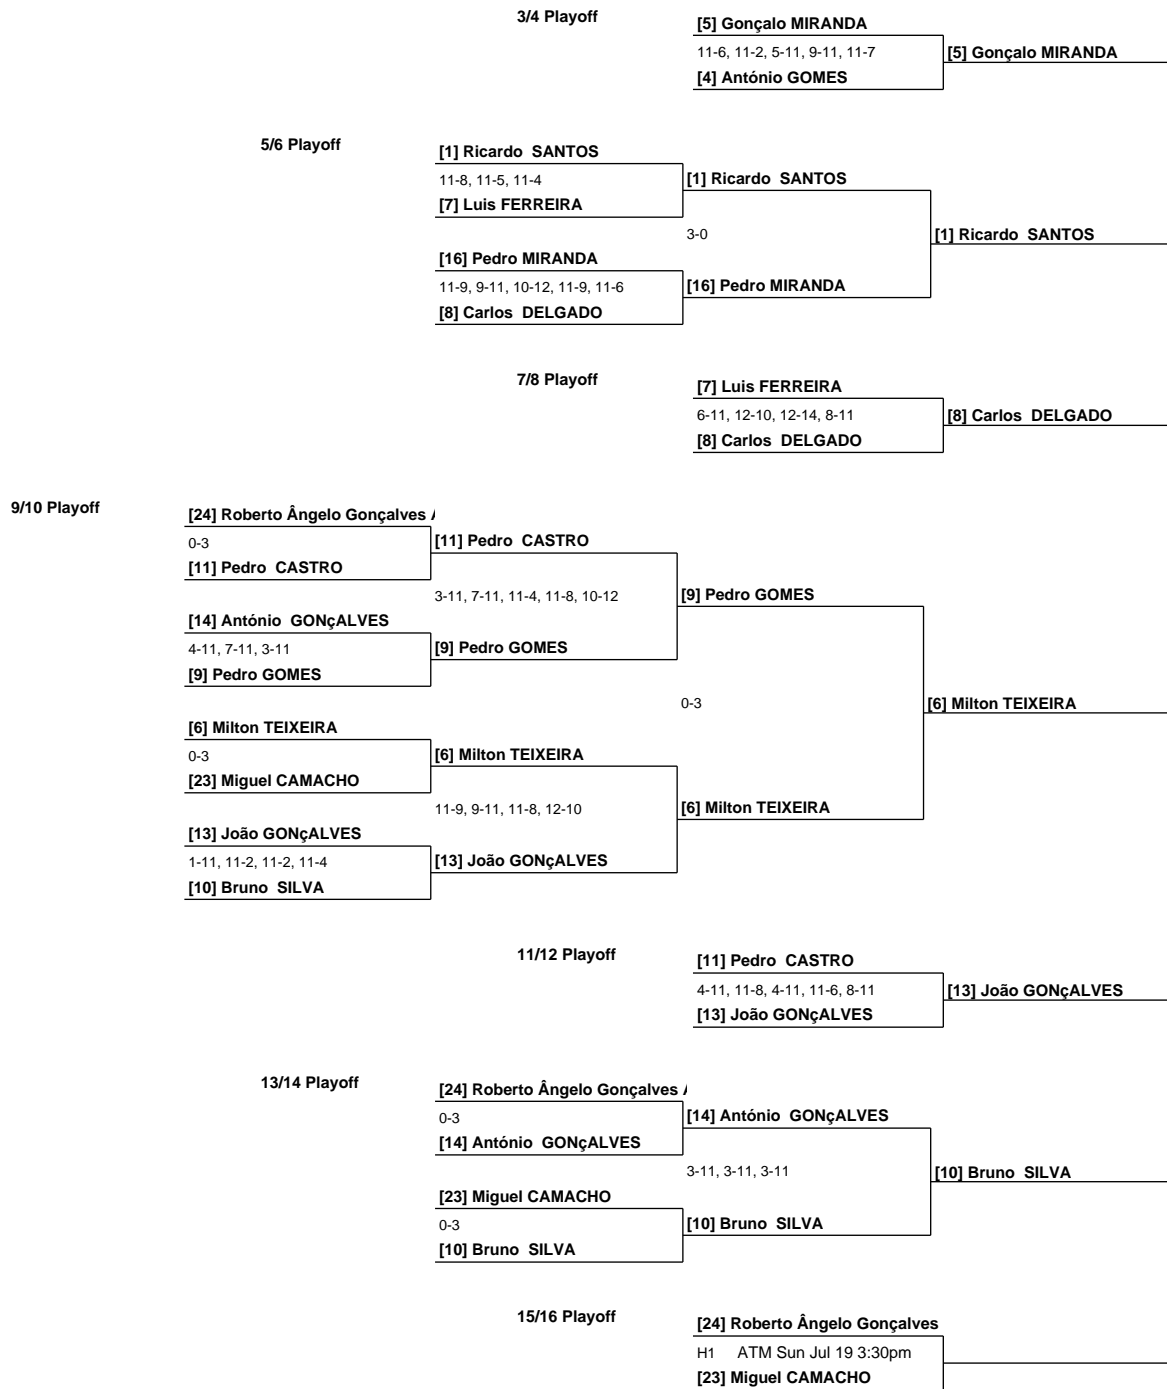 3/4 Playoff
[5] Gonçalo MIRANDA
11-6, 11-2, 5-11, 9-11, 11-7
[5] Gonçalo MIRANDA
[4] António GOMES
5/6 Playoff
[1] Ricardo SANTOS
11-8, 11-5, 11-4
[1] Ricardo SANTOS
[7] Luis FERREIRA
3-0
[1] Ricardo SANTOS
[16] Pedro MIRANDA
11-9, 9-11, 10-12, 11-9, 11-6
[16] Pedro MIRANDA
[8] Carlos DELGADO
7/8 Playoff
[7] Luis FERREIRA
6-11, 12-10, 12-14, 8-11
[8] Carlos DELGADO
[8] Carlos DELGADO
9/10 Playoff
[24] Roberto Ângelo Gonçalves
0-3
[11] Pedro CASTRO
[11] Pedro CASTRO
3-11, 7-11, 11-4, 11-8, 10-12
[9] Pedro GOMES
[14] António GONçALVES
4-11, 7-11, 3-11
[9] Pedro GOMES
[9] Pedro GOMES
0-3
[6] Milton TEIXEIRA
[6] Milton TEIXEIRA
0-3
[6] Milton TEIXEIRA
[23] Miguel CAMACHO
11-9, 9-11, 11-8, 12-10
[6] Milton TEIXEIRA
[13] João GONçALVES
1-11, 11-2, 11-2, 11-4
[13] João GONçALVES
[10] Bruno SILVA
11/12 Playoff
[11] Pedro CASTRO
4-11, 11-8, 4-11, 11-6, 8-11
[13] João GONçALVES
[13] João GONçALVES
13/14 Playoff
[24] Roberto Ângelo Gonçalves
0-3
[14] António GONçALVES
[14] António GONçALVES
3-11, 3-11, 3-11
[10] Bruno SILVA
[23] Miguel CAMACHO
0-3
[10] Bruno SILVA
[10] Bruno SILVA
15/16 Playoff
[24] Roberto Ângelo Gonçalves
H1 ATM Sun Jul 19 3:30pm
[23] Miguel CAMACHO